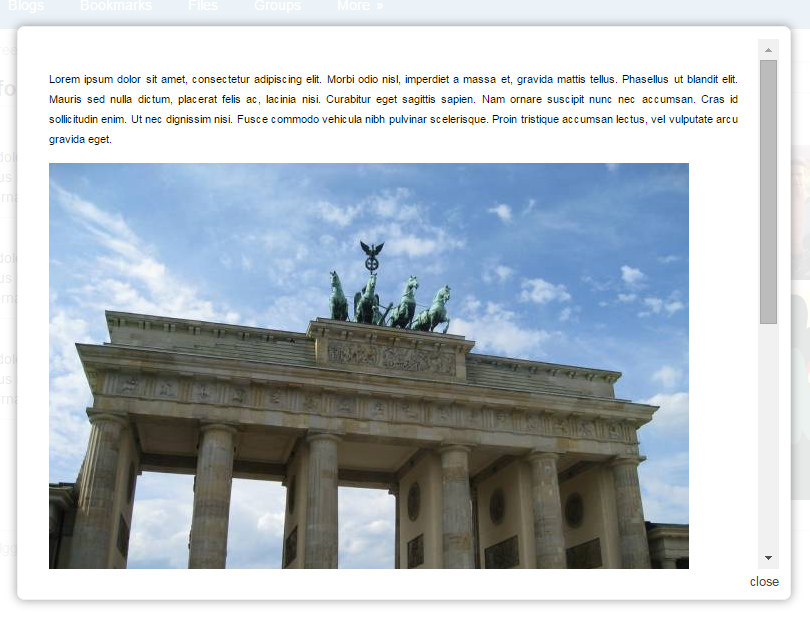 Blogs Bookmarks Files Groups More »
Lorem ipsum dolor sit amet, consectetur adipiscing elit. Morbi odio nisl, imperdiet a massa et, gravida mattis tellus. Phasellus ut blandit elit.
Mauris sed nulla dictum, placerat felis ac, lacinia nisi. Curabitur eget sagittis sapien. Nam ornare suscipit nunc nec accumsan. Cras id
sollicitudin enim. Ut nec dignissim nisi. Fusce commodo vehicula nibh pulvinar scelerisque. Proin tristique accumsan lectus, vel vulputate arcu
gravida eget.
close